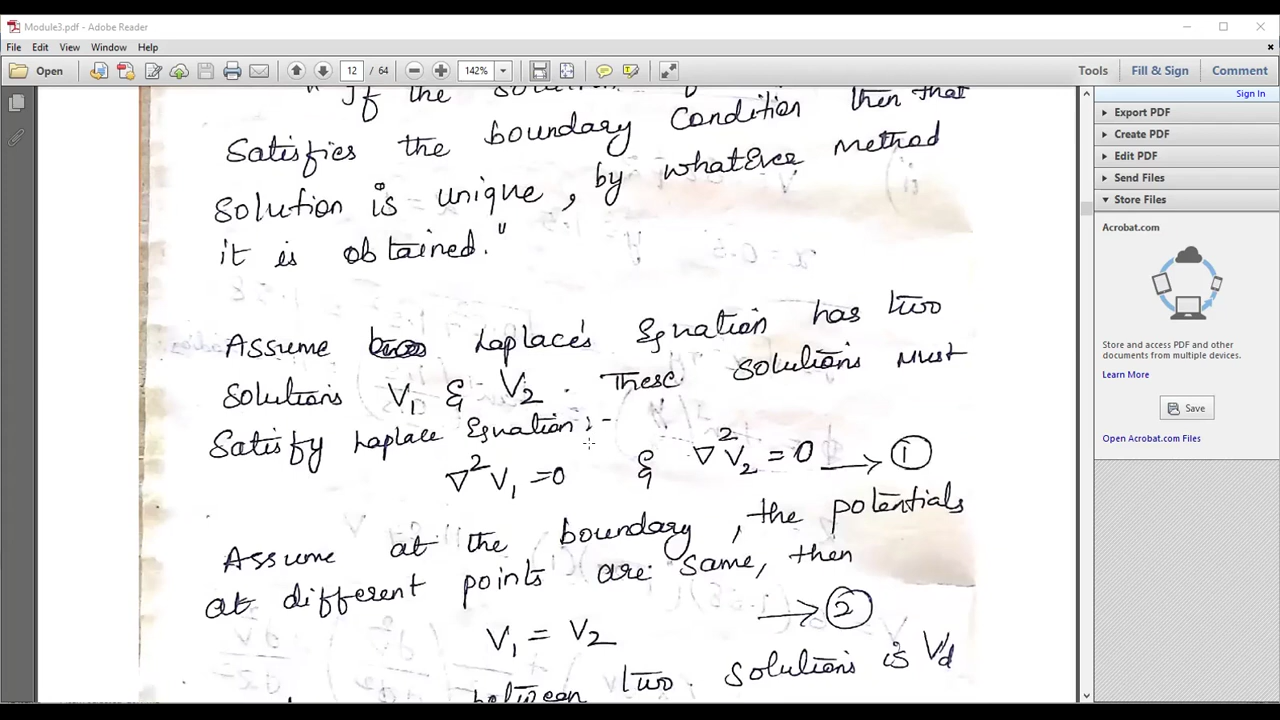 Module3.pdf - Adobe Reader
File Edit View Window Help
Open 12 / 64 142% Tools Fill & Sign Comment
Sign In
Export PDF
Create PDF
Edit PDF
Send Files
Store Files
Acrobat.com
Store and access PDF and other
documents from multiple devices.
Learn More
Save
Open Acrobat.com Files
"If the
Satisfies the boundary Condition then that
solution is unique, by whatever method
it is obtained."
Assume Laplace's Equation has two
solutions V₁ & V₂. These solutions must
Satisfy Laplace Equation:-
∇²V₁ = 0 & ∇²V₂ = 0 → ①
Assume at the boundary, the potentials
at different points are same, then
V₁ = V₂ → ②
between two solutions is Vd